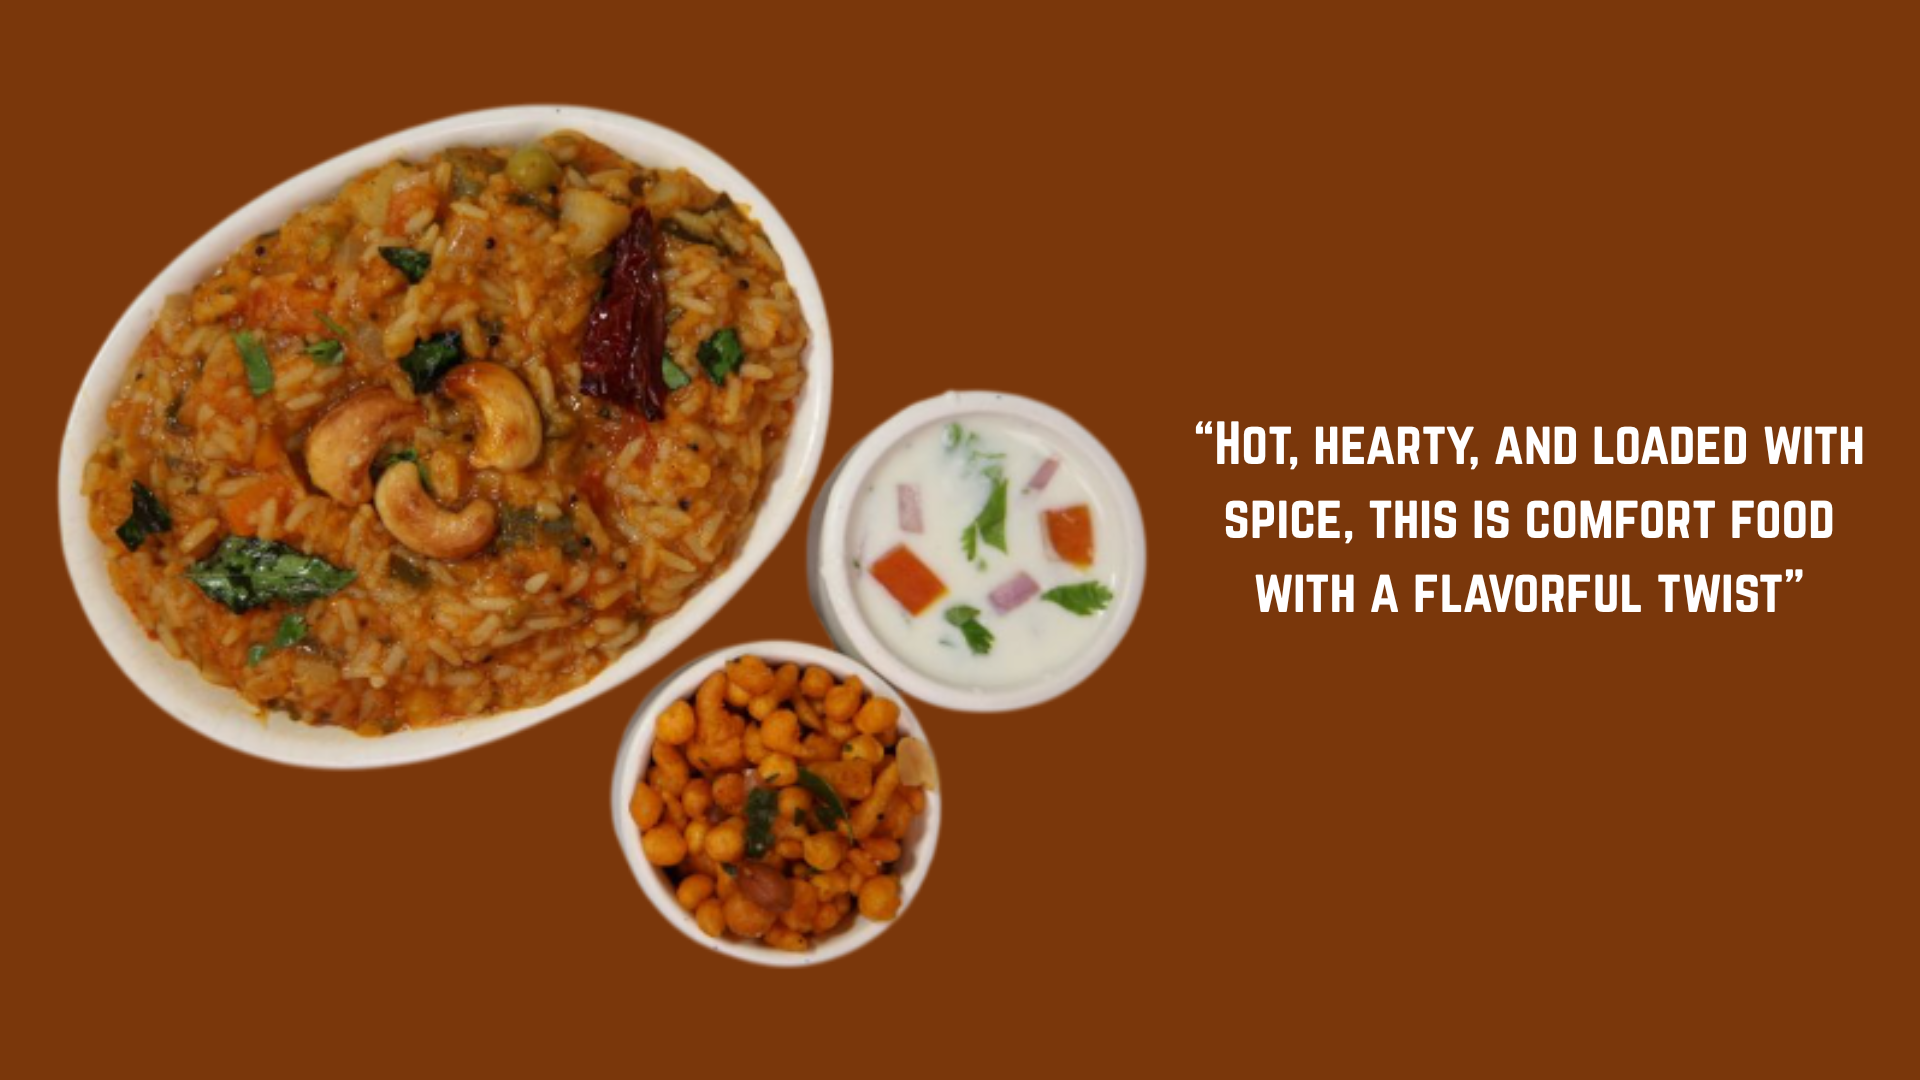 “Hot, hearty, and loaded with
spice, this is comfort food
with a flavorful twist”